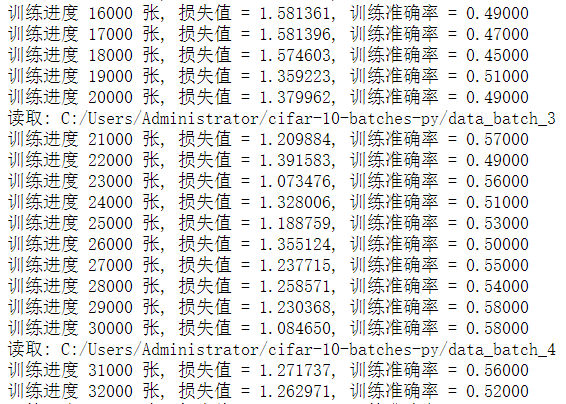 训练进度 16000 张, 损失值 = 1.581361, 训练准确率 = 0.49000
训练进度 17000 张, 损失值 = 1.581396, 训练准确率 = 0.47000
训练进度 18000 张, 损失值 = 1.574603, 训练准确率 = 0.45000
训练进度 19000 张, 损失值 = 1.359223, 训练准确率 = 0.51000
训练进度 20000 张, 损失值 = 1.379962, 训练准确率 = 0.49000
读取: C:/Users/Administrator/cifar-10-batches-py/data_batch_3
训练进度 21000 张, 损失值 = 1.209884, 训练准确率 = 0.57000
训练进度 22000 张, 损失值 = 1.391583, 训练准确率 = 0.49000
训练进度 23000 张, 损失值 = 1.073476, 训练准确率 = 0.56000
训练进度 24000 张, 损失值 = 1.328006, 训练准确率 = 0.51000
训练进度 25000 张, 损失值 = 1.188759, 训练准确率 = 0.53000
训练进度 26000 张, 损失值 = 1.355124, 训练准确率 = 0.50000
训练进度 27000 张, 损失值 = 1.237715, 训练准确率 = 0.55000
训练进度 28000 张, 损失值 = 1.258571, 训练准确率 = 0.54000
训练进度 29000 张, 损失值 = 1.230368, 训练准确率 = 0.58000
训练进度 30000 张, 损失值 = 1.084650, 训练准确率 = 0.58000
读取: C:/Users/Administrator/cifar-10-batches-py/data_batch_4
训练进度 31000 张, 损失值 = 1.271737, 训练准确率 = 0.56000
训练进度 32000 张, 损失值 = 1.262971, 训练准确率 = 0.52000